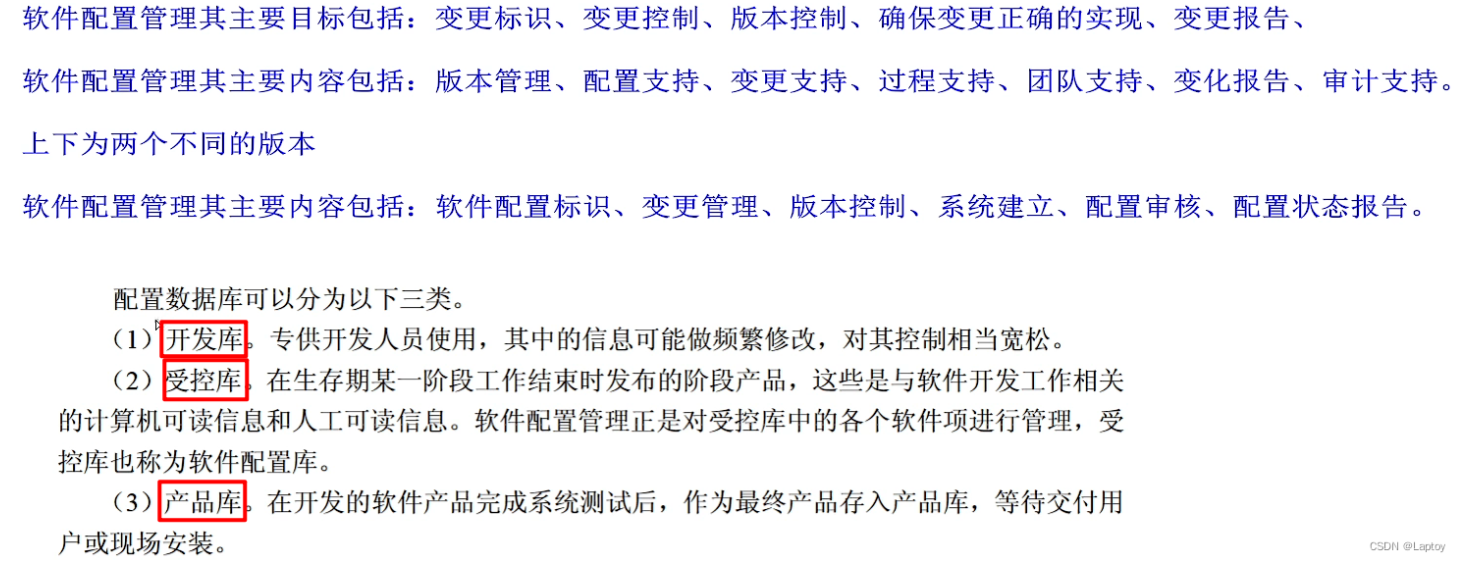 软件配置管理其主要目标包括：变更标识、变更控制、版本控制、确保变更正确的实现、变更报告、
软件配置管理其主要内容包括：版本管理、配置支持、变更支持、过程支持、团队支持、变化报告、审计支持。
上下为两个不同的版本
软件配置管理其主要内容包括：软件配置标识、变更管理、版本控制、系统建立、配置审核、配置状态报告。
配置数据库可以分为以下三类。
（1）开发库。专供开发人员使用，其中的信息可能做频繁修改，对其控制相当宽松。
（2）受控库。在生存期某一阶段工作结束时发布的阶段产品，这些是与软件开发工作相关
的计算机可读信息和人工可读信息。软件配置管理正是对受控库中的各个软件项进行管理，受
控库也称为软件配置库。
（3）产品库。在开发的软件产品完成系统测试后，作为最终产品存入产品库，等待交付用
户或现场安装。
CSDN @Laptoy